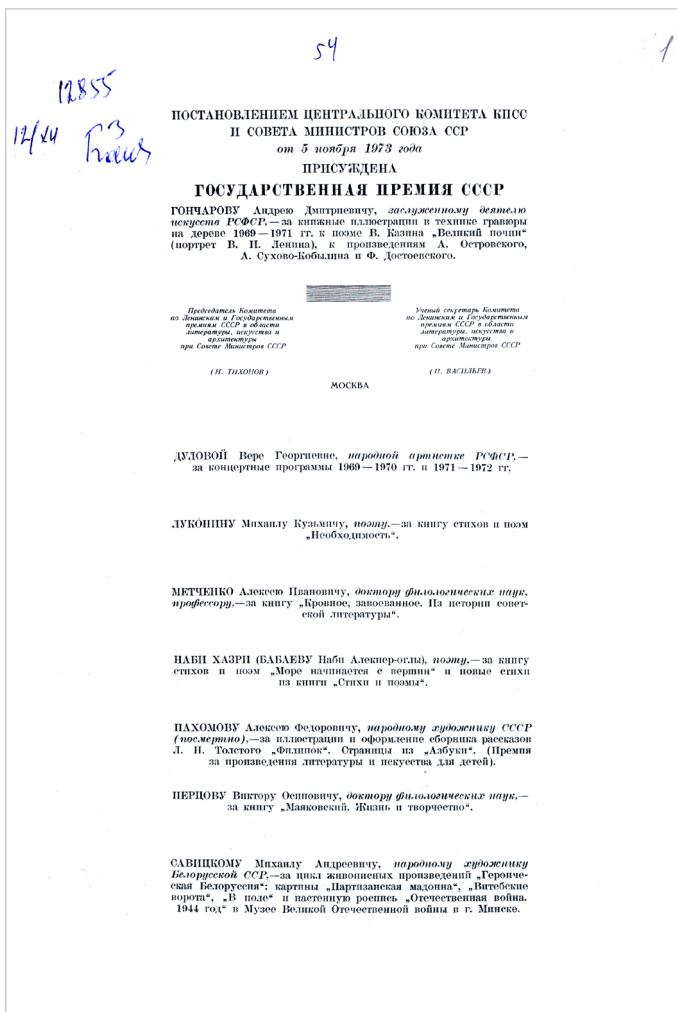 54
1
12855
ПОСТАНОВЛЕНИЕМ ЦЕНТРАЛЬНОГО КОМИТЕТА КПСС
И СОВЕТА МИНИСТРОВ СОЮЗА ССР
от 5 ноября 1973 года
ПРИСУЖДЕНА
ГОСУДАРСТВЕННАЯ ПРЕМИЯ СССР
ГОНЧАРОВУ Андрею Дмитриевичу, заслуженному деятелю
искусств РСФСР,—за книжные иллюстрации в технике гравюры
на дереве 1969—1971 гг. к поэме В. Казина „Великий почин“
(портрет В. И. Ленина), к произведениям А. Островского,
А. Сухово-Кобылина и Ф. Достоевского.
Председатель Комитета
по Ленинским и Государственным
премиям СССР в области
литературы, искусства и
архитектуры
при Совете Министров СССР
(Н. ТИХОНОВ)
Ученый секретарь Комитета
по Ленинским и Государственным
премиям СССР в области
литературы, искусства и
архитектуры
при Совете Министров СССР
(И. ВАСИЛЬЕВ)
МОСКВА
ДУЛОВОЙ Вере Георгиевне, народной артистке РСФСР,—
за концертные программы 1969—1970 гг. и 1971—1972 гг.
ЛУКОНИНУ Михаилу Кузьмичу, поэту,—за книгу стихов и поэм
„Необходимость“.
МЕТЧЕНКО Алексею Ивановичу, доктору филологических наук,
профессору,—за книгу „Кровное, завоеванное. Из истории совет-
ской литературы“.
НАБИ ХАЗРИ (БАБАЕВУ Наби Алекпер-оглы), поэту,—за книгу
стихов и поэм „Море начинается с вершин“ и новые стихи
из книги „Стихи и поэмы“.
ПАХОМОВУ Алексею Федоровичу, народному художнику СССР
(посмертно),—за иллюстрации и оформление сборника рассказов
Л. Н. Толстого „Филипок“. Страницы из „Азбуки“. (Премия
за произведения литературы и искусства для детей).
ПЕРЦОВУ Виктору Осиповичу, доктору филологических наук,—
за книгу „Маяковский. Жизнь и творчество“.
САВИЦКОМУ Михаилу Андреевичу, народному художнику
Белорусской ССР,—за цикл живописных произведений „Героиче-
ская Белоруссия“: картины „Партизанская мадонна“, „Витебские
ворота“, „В поле“ и настенную роспись „Отечественная война.
1944 год“ в Музее Великой Отечественной войны в г. Минске.